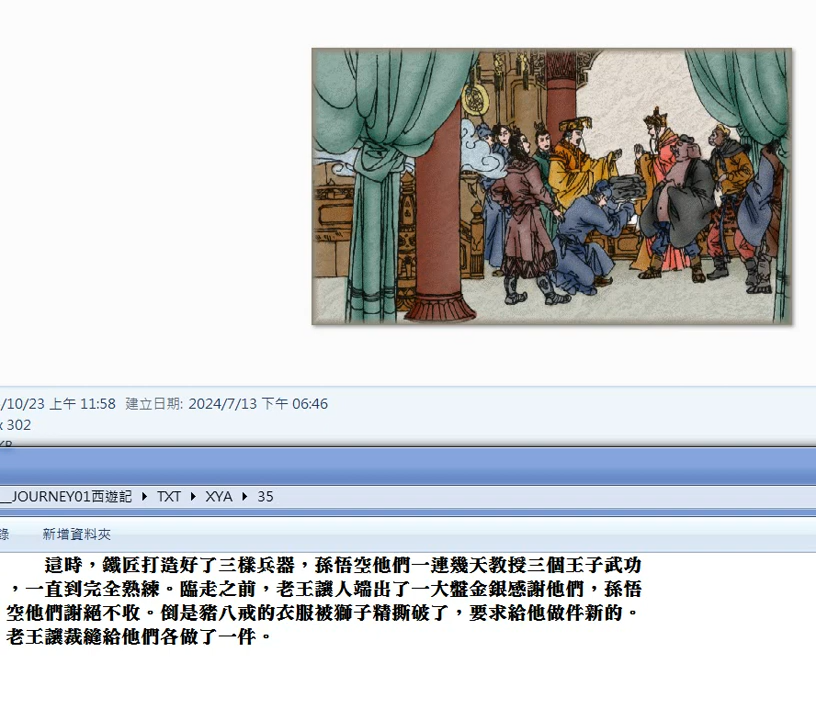 /10/23 上午 11:58 建立日期: 2024/7/13 下午 06:46
x 302
KB
__JOURNEY01西遊記 ▸ TXT ▸ XYA ▸ 35
錄 新增資料夾
這時，鐵匠打造好了三樣兵器，孫悟空他們一連幾天教授三個王子武功
，一直到完全熟練。臨走之前，老王讓人端出了一大盤金銀感謝他們，孫悟
空他們謝絕不收。倒是豬八戒的衣服被獅子精撕破了，要求給他做件新的。
老王讓裁縫給他們各做了一件。